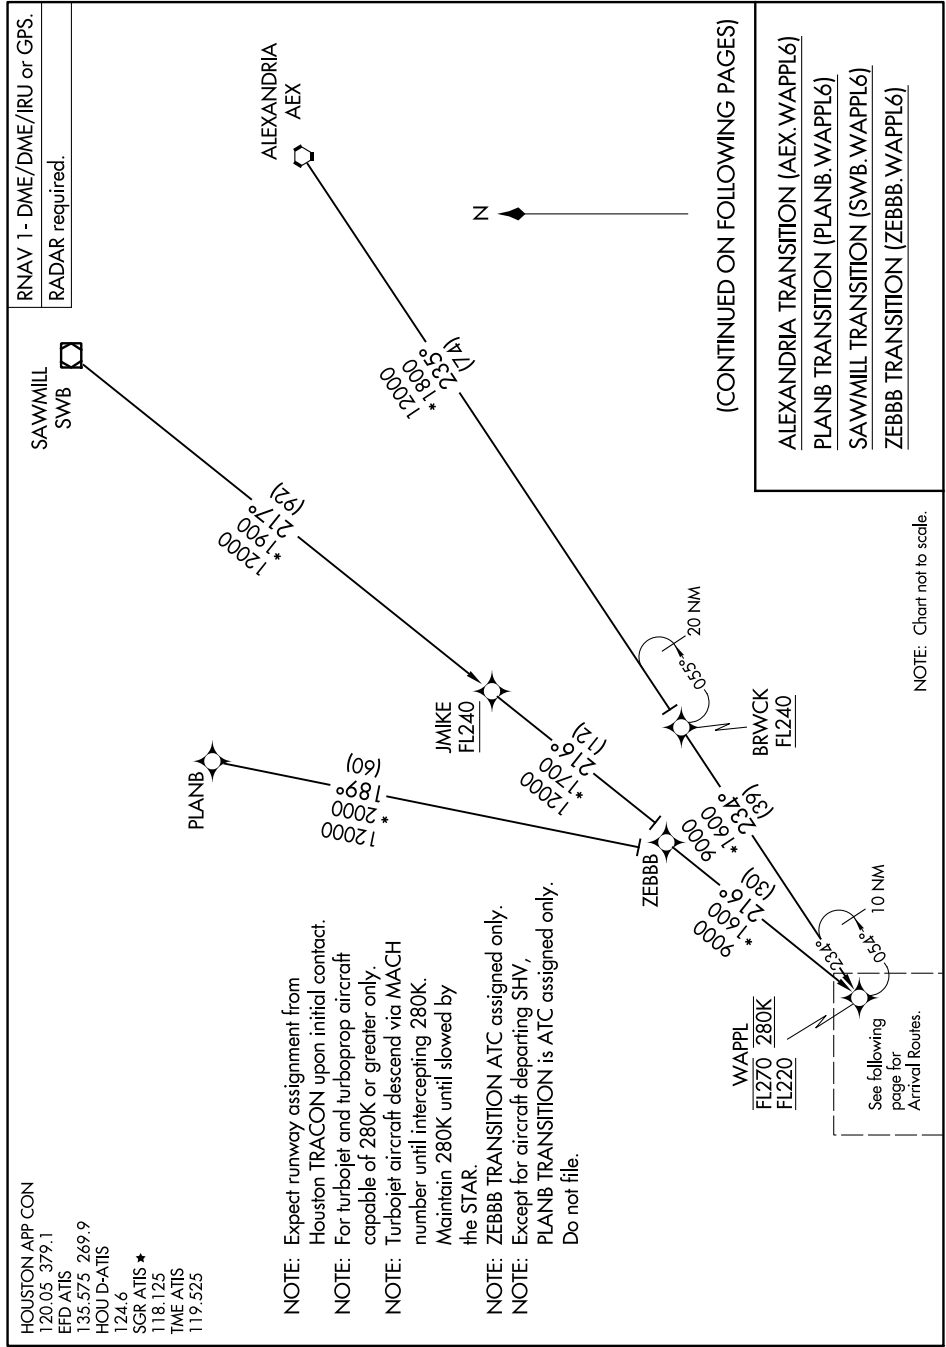 HOUSTON APP CON
120.05 379.1
EFD ATIS
135.575 269.9
HOU D-ATIS
124.6
SGR ATIS ★
118.125
TME ATIS
119.525
RNAV 1- DME/DME/IRU or GPS.
RADAR required.
SAWMILL
SWB
ALEXANDRIA
AEX
PLANB
12000
*1900
217°
(92)
12000
*1800
235°
(74)
N
12000
*2000
189°
(60)
JMIKE
FL240
12000
*1700
216°
(12)
ZEBBB
20 NM
055°
BRWCK
FL240
9000
*1600
234°
(39)
9000
*1600
216°
(30)
234°
10 NM
054°
WAPPL
FL270 280K
FL220
See following
page for
Arrival Routes.
NOTE: Expect runway assignment from
Houston TRACON upon initial contact.
NOTE: For turbojet and turboprop aircraft
capable of 280K or greater only.
NOTE: Turbojet aircraft descend via MACH
number until intercepting 280K.
Maintain 280K until slowed by
the STAR.
NOTE: ZEBBB TRANSITION ATC assigned only.
NOTE: Except for aircraft departing SHV,
PLANB TRANSITION is ATC assigned only.
Do not file.
(CONTINUED ON FOLLOWING PAGES)
ALEXANDRIA TRANSITION (AEX.WAPPL6)
PLANB TRANSITION (PLANB.WAPPL6)
SAWMILL TRANSITION (SWB.WAPPL6)
ZEBBB TRANSITION (ZEBBB.WAPPL6)
NOTE: Chart not to scale.